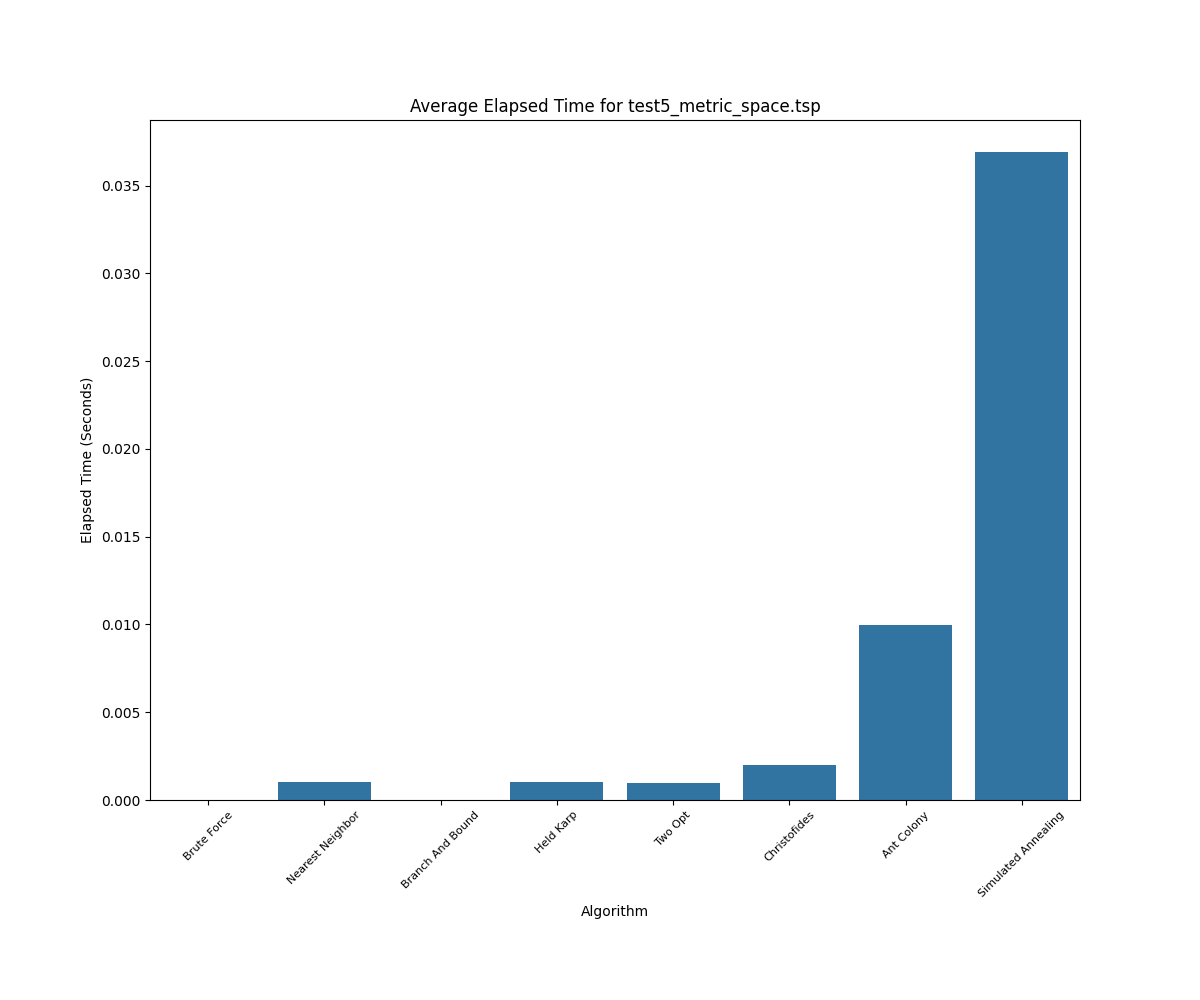 Average Elapsed Time for test5_metric_space.tsp
Elapsed Time (Seconds)
0.035
0.030
0.025
0.020
0.015
0.010
0.005
0.000
Brute Force
Nearest Neighbor
Branch And Bound
Held Karp
Two Opt
Christofides
Ant Colony
Simulated Annealing
Algorithm